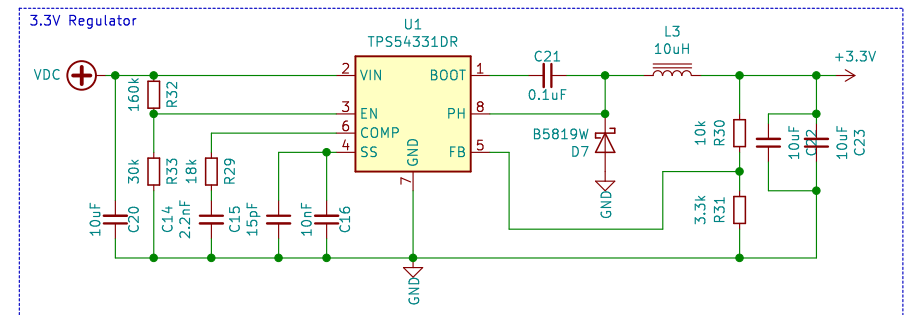 3.3V Regulator
U1
TPS54331DR
VDC
2
VIN
BOOT
1
3
EN
PH
8
6
COMP
4
SS
FB
5
GND
7
C21
0.1uF
L3
10uH
+3.3V
160k
R32
30k
R33
18k
R29
10uF
C20
C14
2.2nF
C15
15pF
10nF
C16
B5819W
D7
GND
GND
10k
R30
3.3k
R31
10uF
C22
10uF
C23